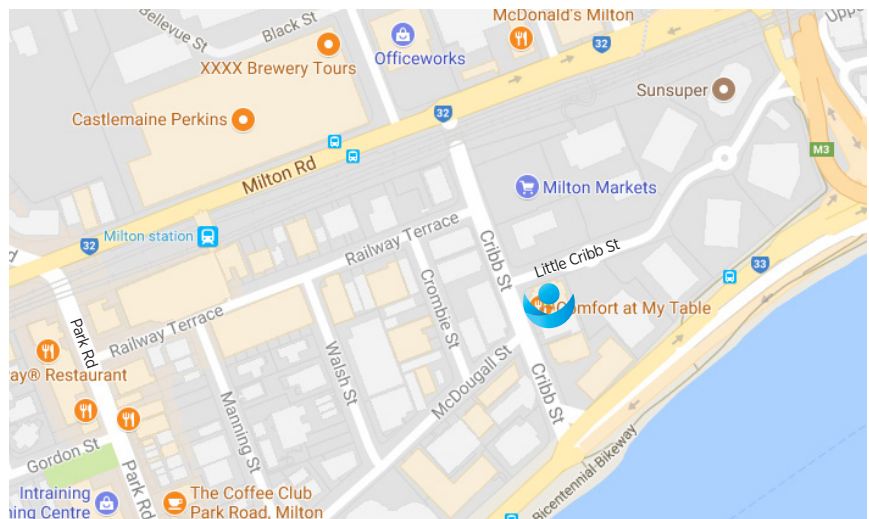 Bellevue St
Black St
McDonald's Milton
32
Officeworks
XXXX Brewery Tours
Sunsuper
32
Castlemaine Perkins
M3
Milton Rd
Milton Markets
Milton station
32
Railway Terrace
Cribb St
Little Cribb St
33
Comfort at My Table
Crombie St
Railway Terrace
Park Rd
Walsh St
McDougall St
Cribb St
ay® Restaurant
Manning St
Gordon St
Park Rd
Bicentennial Bikeway
Intraining
ning Centre
The Coffee Club
Park Road, Milton